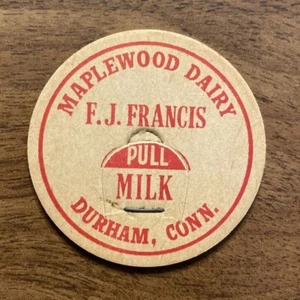 MAPLEWOOD DAIRY
F.J. FRANCIS
PULL
MILK
DURHAM, CONN.